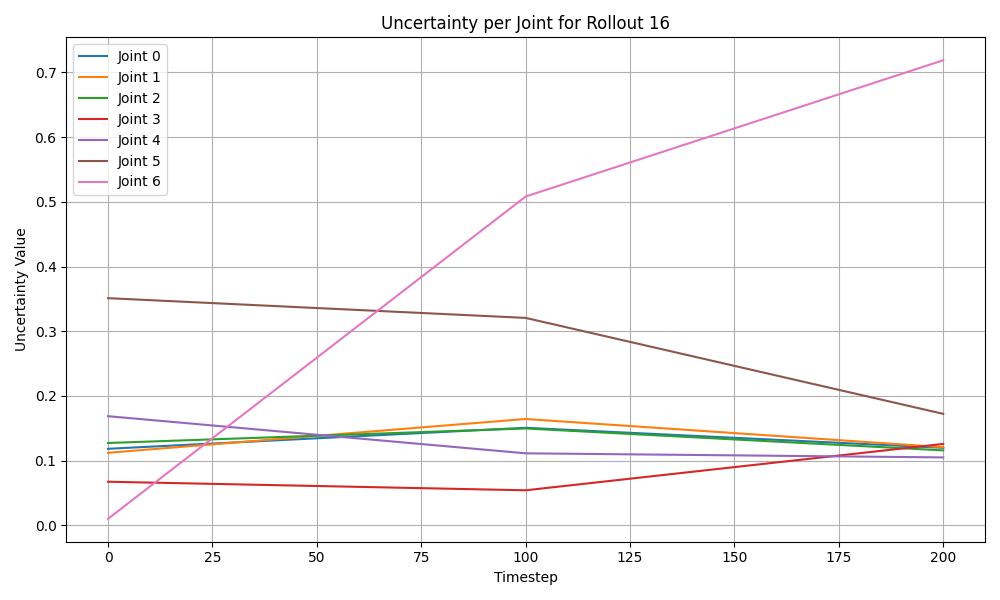 Uncertainty per Joint for Rollout 16
Joint 0
Joint 1
Joint 2
Joint 3
Joint 4
Joint 5
Joint 6
Uncertainty Value
0.7
0.6
0.5
0.4
0.3
0.2
0.1
0.0
0 25 50 75 100 125 150 175 200
Timestep